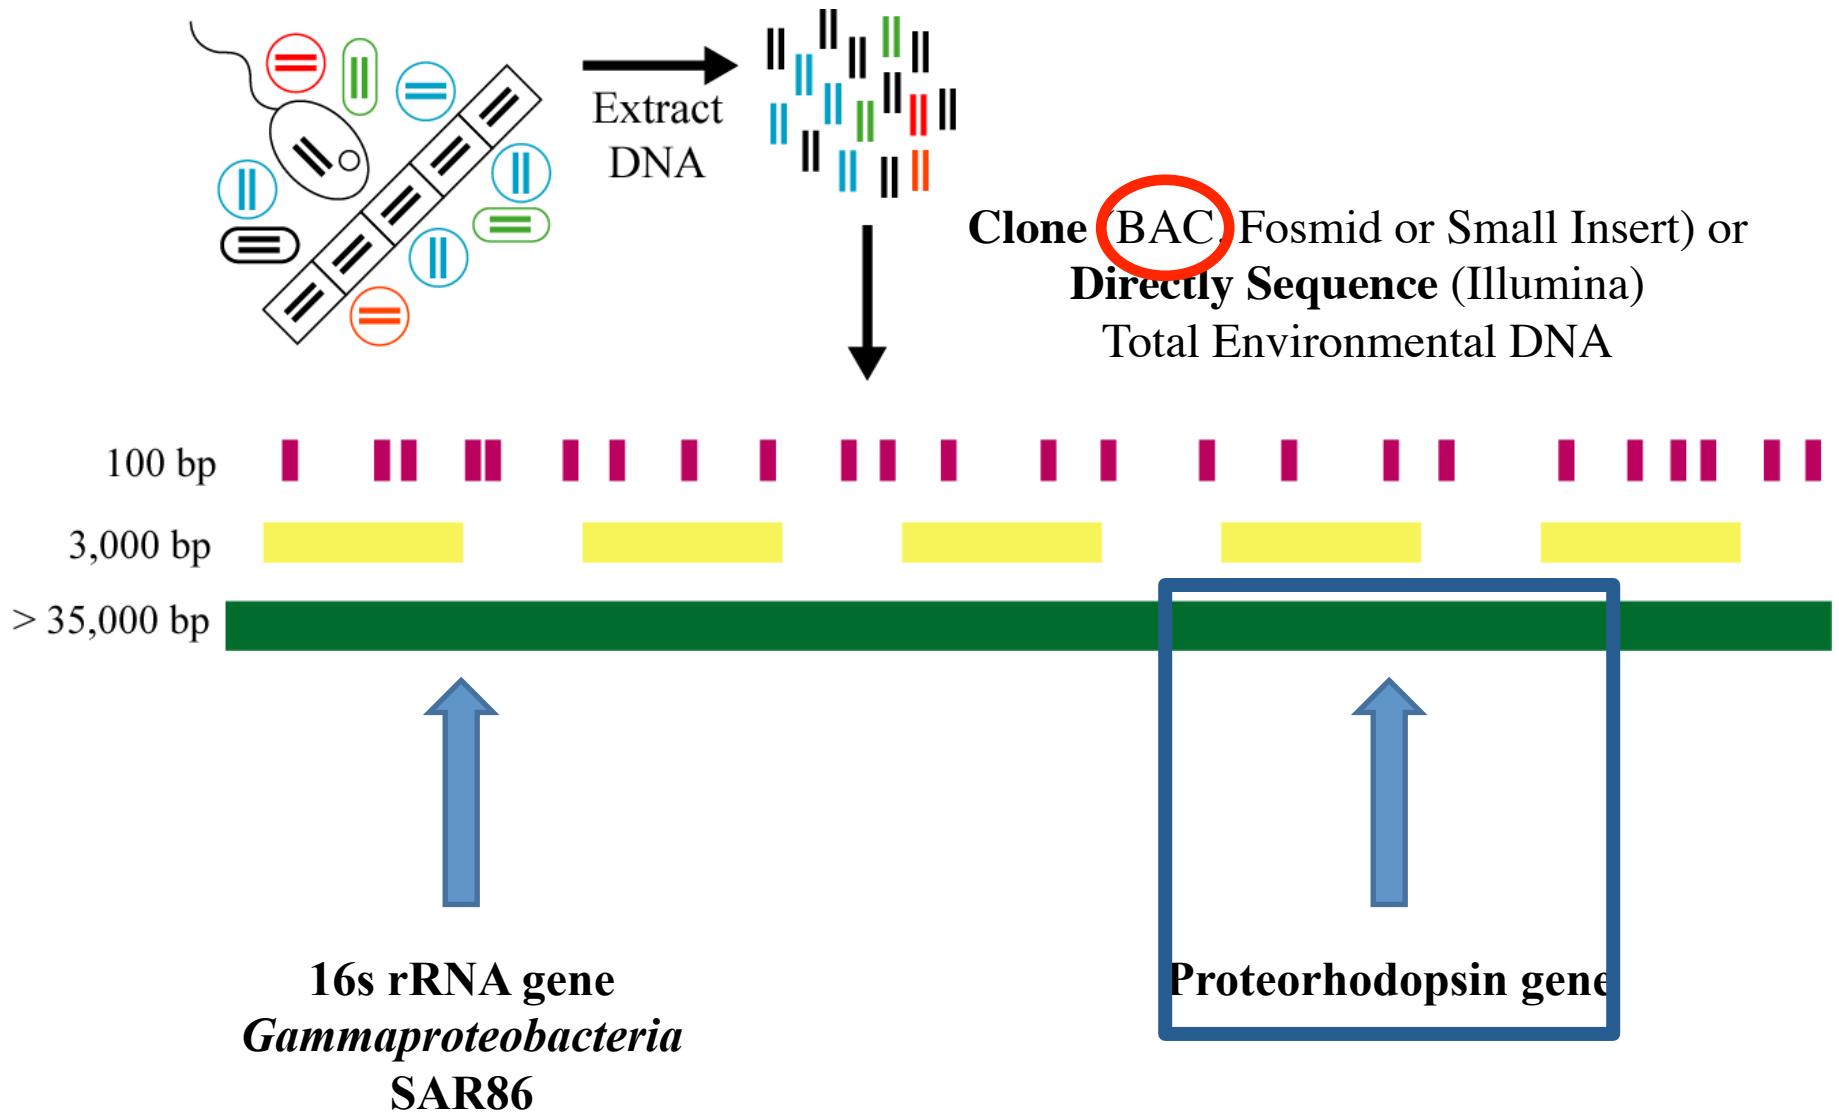 Extract
DNA
Clone (BAC, Fosmid or Small Insert) or
Directly Sequence (Illumina)
Total Environmental DNA
100 bp
3,000 bp
> 35,000 bp
16s rRNA gene
Gammaproteobacteria
SAR86
Proteorhodopsin gene